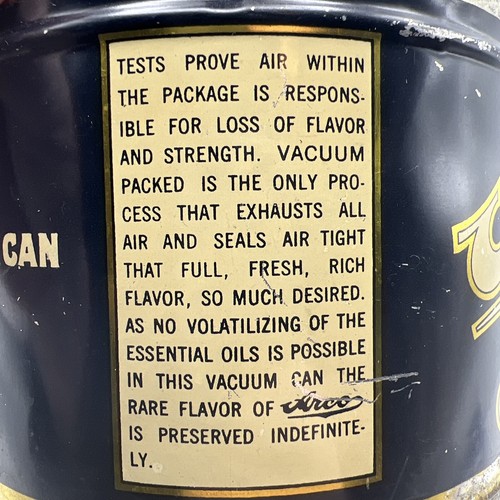 TESTS PROVE AIR WITHIN
THE PACKAGE IS RESPONS-
IBLE FOR LOSS OF FLAVOR
AND STRENGTH. VACUUM
PACKED IS THE ONLY PRO-
CESS THAT EXHAUSTS ALL
AIR AND SEALS AIR TIGHT
THAT FULL, FRESH, RICH
FLAVOR, SO MUCH DESIRED.
AS NO VOLATILIZING OF THE
ESSENTIAL OILS IS POSSIBLE
IN THIS VACUUM CAN THE
RARE FLAVOR OF Arco
IS PRESERVED INDEFINITE-
LY.
CAN